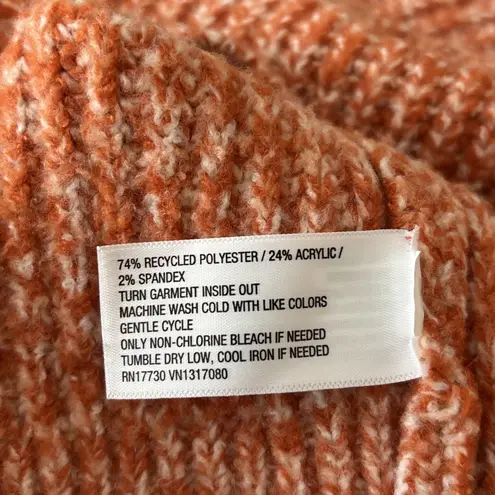 74% RECYCLED POLYESTER / 24% ACRYLIC /
2% SPANDEX
TURN GARMENT INSIDE OUT
MACHINE WASH COLD WITH LIKE COLORS
GENTLE CYCLE
ONLY NON-CHLORINE BLEACH IF NEEDED
TUMBLE DRY LOW, COOL IRON IF NEEDED
RN17730 VN1317080